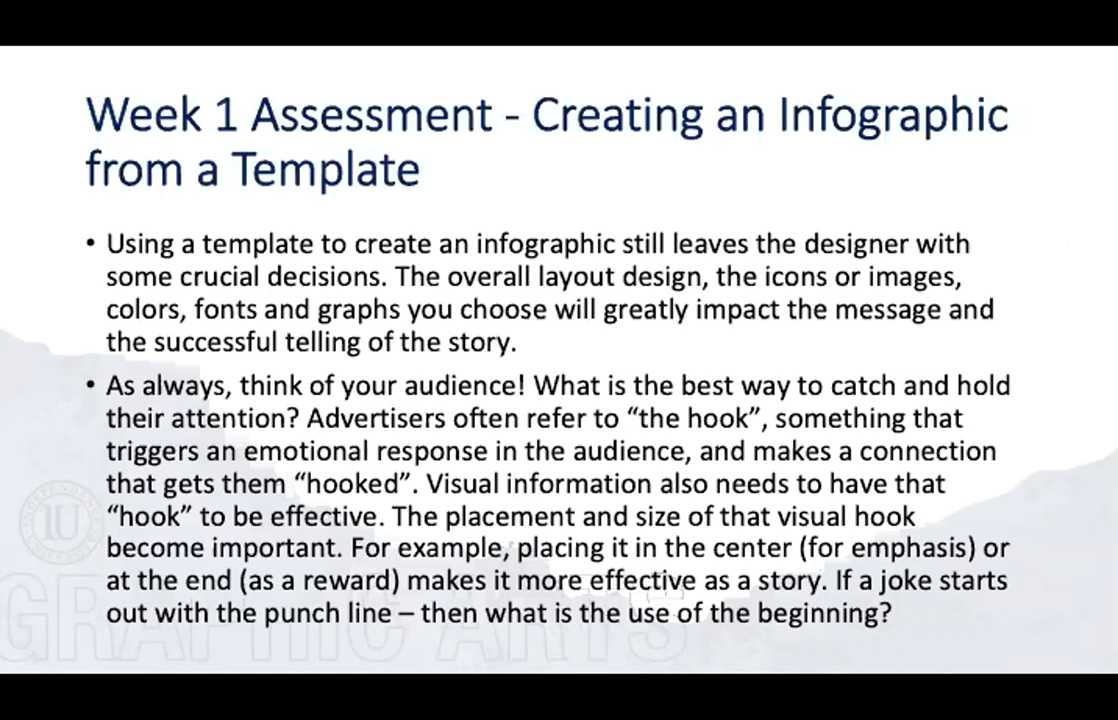 Week 1 Assessment - Creating an Infographic
from a Template
• Using a template to create an infographic still leaves the designer with
some crucial decisions. The overall layout design, the icons or images,
colors, fonts and graphs you choose will greatly impact the message and
the successful telling of the story.
• As always, think of your audience! What is the best way to catch and hold
their attention? Advertisers often refer to “the hook”, something that
triggers an emotional response in the audience, and makes a connection
that gets them “hooked”. Visual information also needs to have that
“hook” to be effective. The placement and size of that visual hook
become important. For example, placing it in the center (for emphasis) or
at the end (as a reward) makes it more effective as a story. If a joke starts
out with the punch line – then what is the use of the beginning?
IU
GRAPHIC ARTS